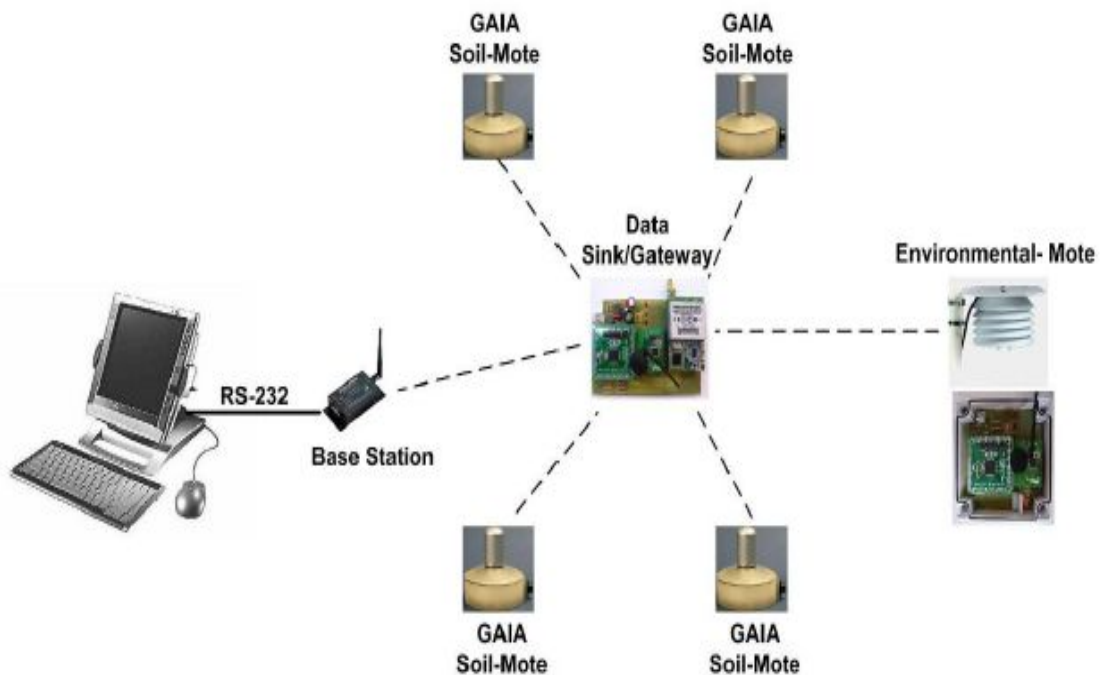 GAIA
Soil-Mote
GAIA
Soil-Mote
Data
Sink/Gateway
Environmental- Mote
RS-232
Base Station
GAIA
Soil-Mote
GAIA
Soil-Mote